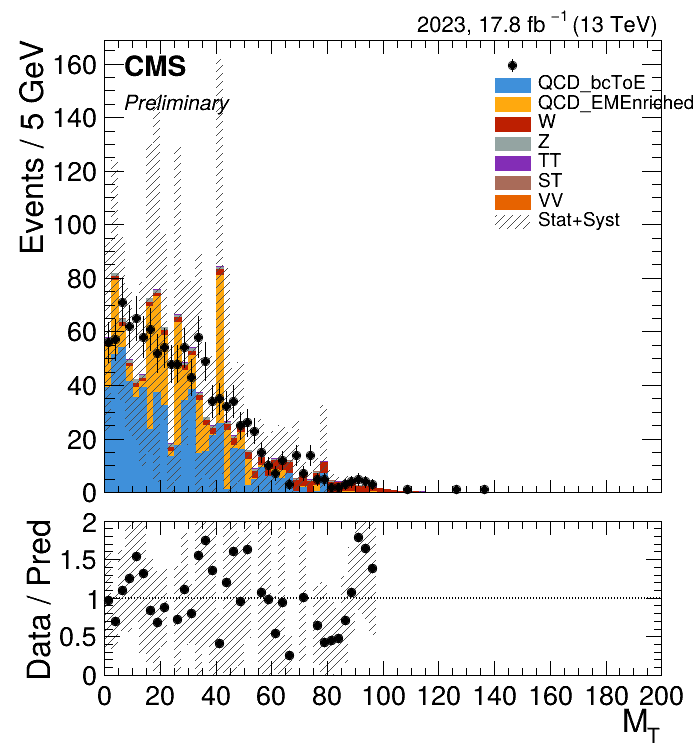 2023, 17.8 fb⁻¹ (13 TeV)
CMS
Preliminary
QCD_bcToE
QCD_EMEnriched
W
Z
TT
ST
VV
Stat+Syst
Events / 5 GeV
160
140
120
100
80
60
40
20
0
Data / Pred
2
1.5
1
0.5
0
0 20 40 60 80 100 120 140 160 180 200
M_T